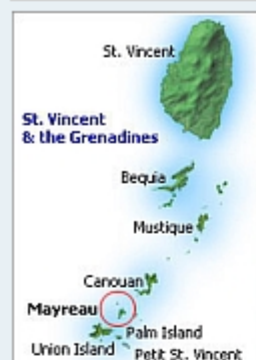 St. Vincent
St. Vincent
& the Grenadines
Bequia
Mustique
Canouan
Mayreau
Palm Island
Union Island
Petit St. Vincent